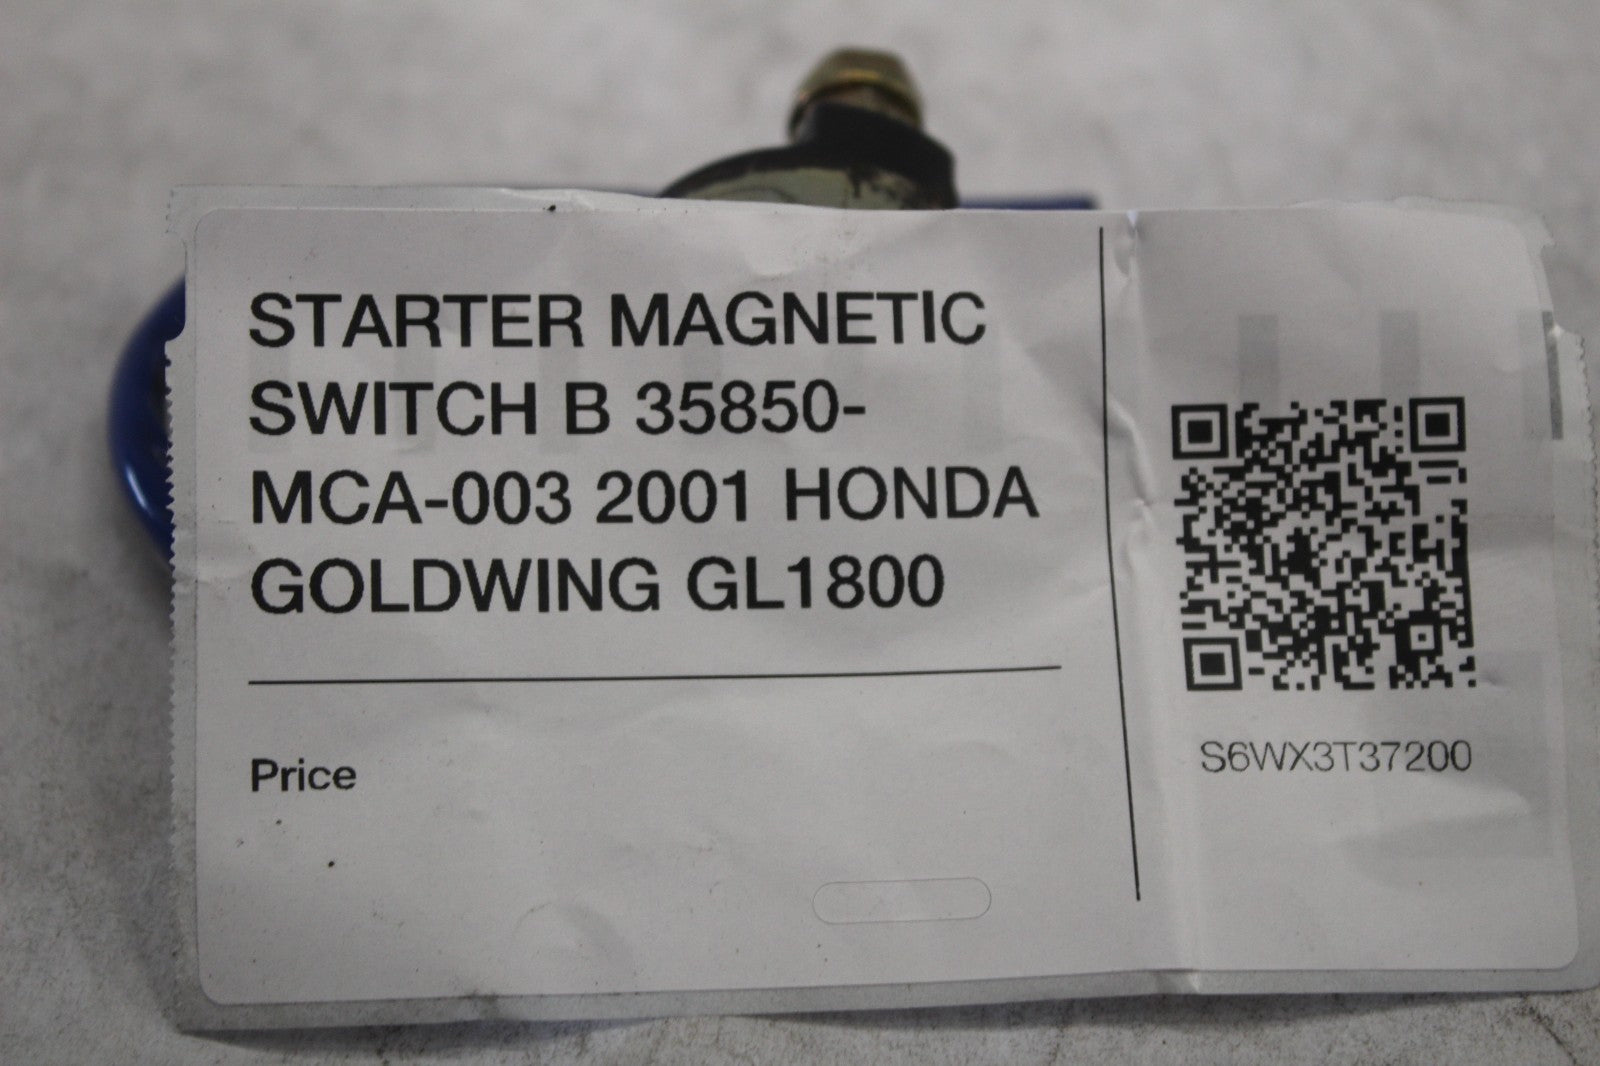 STARTER MAGNETIC
SWITCH B 35850-
MCA-003 2001 HONDA
GOLDWING GL1800
Price
S6WX3T37200